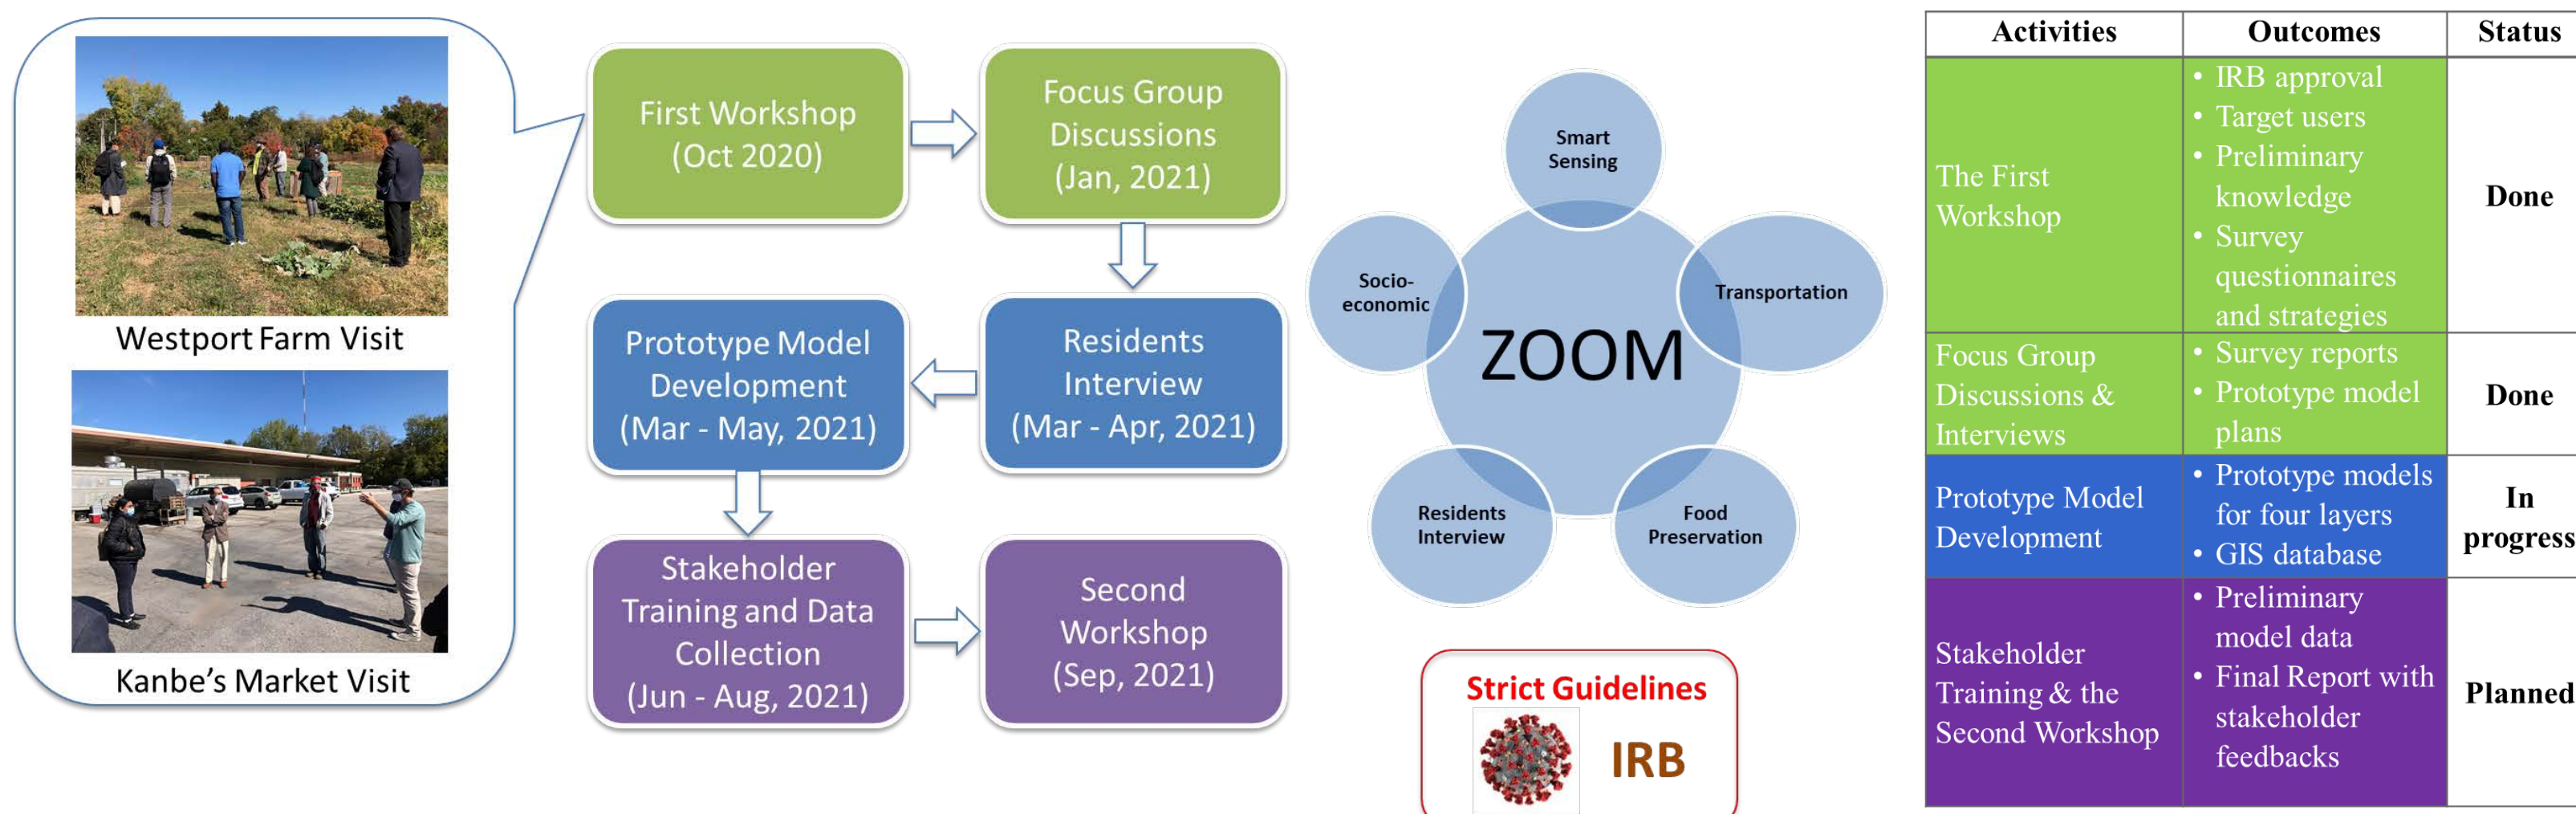 Westport Farm Visit
Kanbe's Market Visit
First Workshop
(Oct 2020)
Focus Group
Discussions
(Jan, 2021)
Residents
Interview
(Mar - Apr, 2021)
Prototype Model
Development
(Mar - May, 2021)
Stakeholder
Training and Data
Collection
(Jun - Aug, 2021)
Second
Workshop
(Sep, 2021)
Smart
Sensing
Socio-
economic
Transportation
ZOOM
Residents
Interview
Food
Preservation
Strict Guidelines
IRB
Activities
Outcomes
Status
The First
Workshop
• IRB approval
• Target users
• Preliminary
knowledge
• Survey
questionnaires
and strategies
Done
Focus Group
Discussions &
Interviews
• Survey reports
• Prototype model
plans
Done
Prototype Model
Development
• Prototype models
for four layers
• GIS database
In
progress
Stakeholder
Training & the
Second Workshop
• Preliminary
model data
• Final Report with
stakeholder
feedbacks
Planned